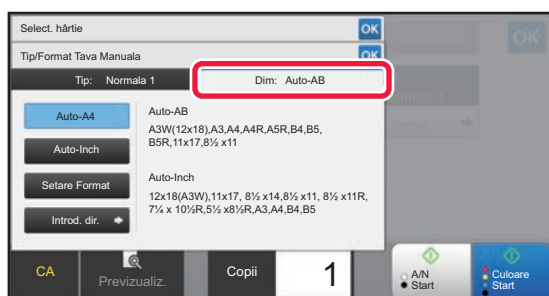 Select. hârtie
OK
Tip/Format Tava Manuala
OK
OK
Tip: Normala 1
Dim: Auto-AB
Auto-A4
Auto-Inch
Setare Format
Introd. dir.
Auto-AB
A3W(12x18),A3,A4,A4R,A5R,B4,B5,
B5R,11x17,8½ x11
Auto-Inch
12x18(A3W),11x17, 8½ x14,8½ x11, 8½ x11R,
7¼ x 10½R,5½ x8½R,A3,A4,B4,B5
ormala 1
CA
Previzualiz.
Copii
1
A/N
Start
Culoare
Start